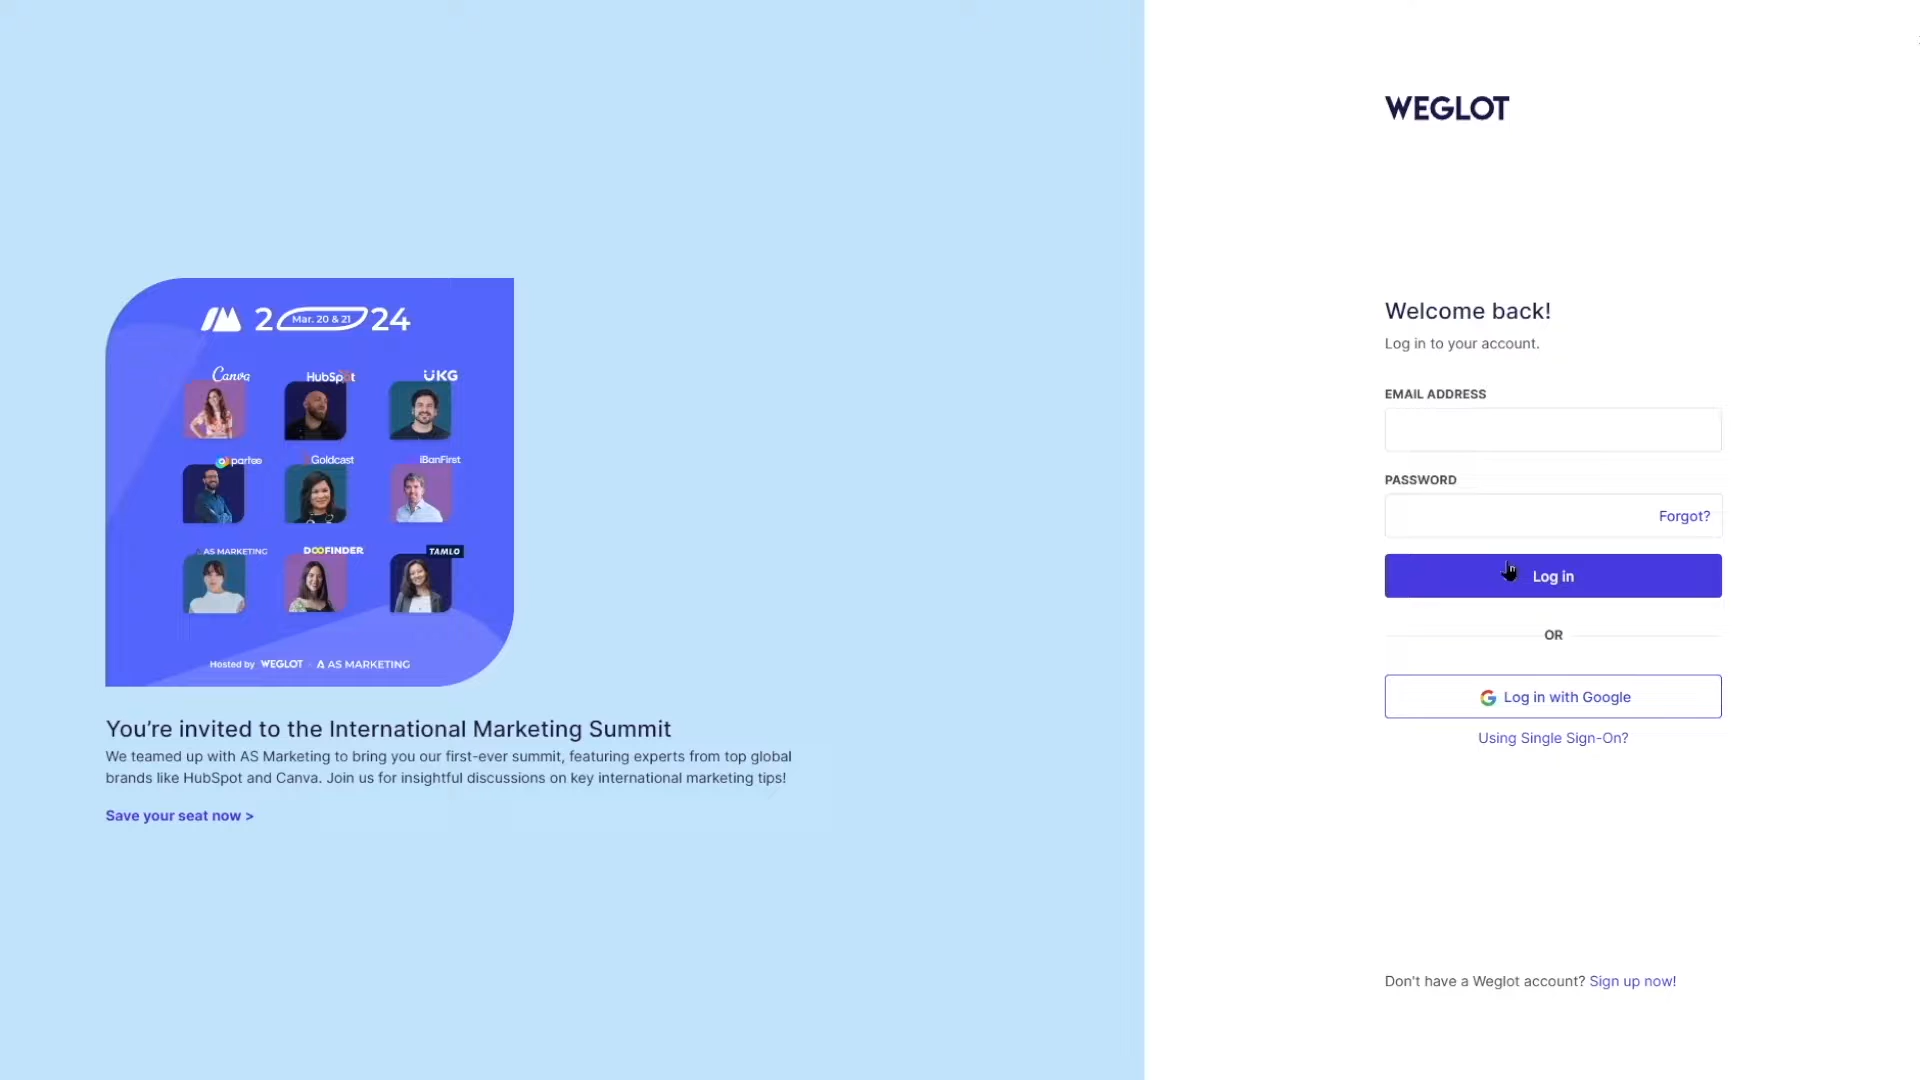 2 Mar. 20 & 21 24
Canva
HubSpot
UKG
partoo
Goldcast
iBanFirst
AS MARKETING
DOOFINDER
TAMLO
Hosted by WEGLOT AS MARKETING
You're invited to the International Marketing Summit
We teamed up with AS Marketing to bring you our first-ever summit, featuring experts from top global
brands like HubSpot and Canva. Join us for insightful discussions on key international marketing tips!
Save your seat now >
WEGLOT
Welcome back!
Log in to your account.
EMAIL ADDRESS
PASSWORD
Forgot?
Log in
OR
Log in with Google
Using Single Sign-On?
Don't have a Weglot account? Sign up now!